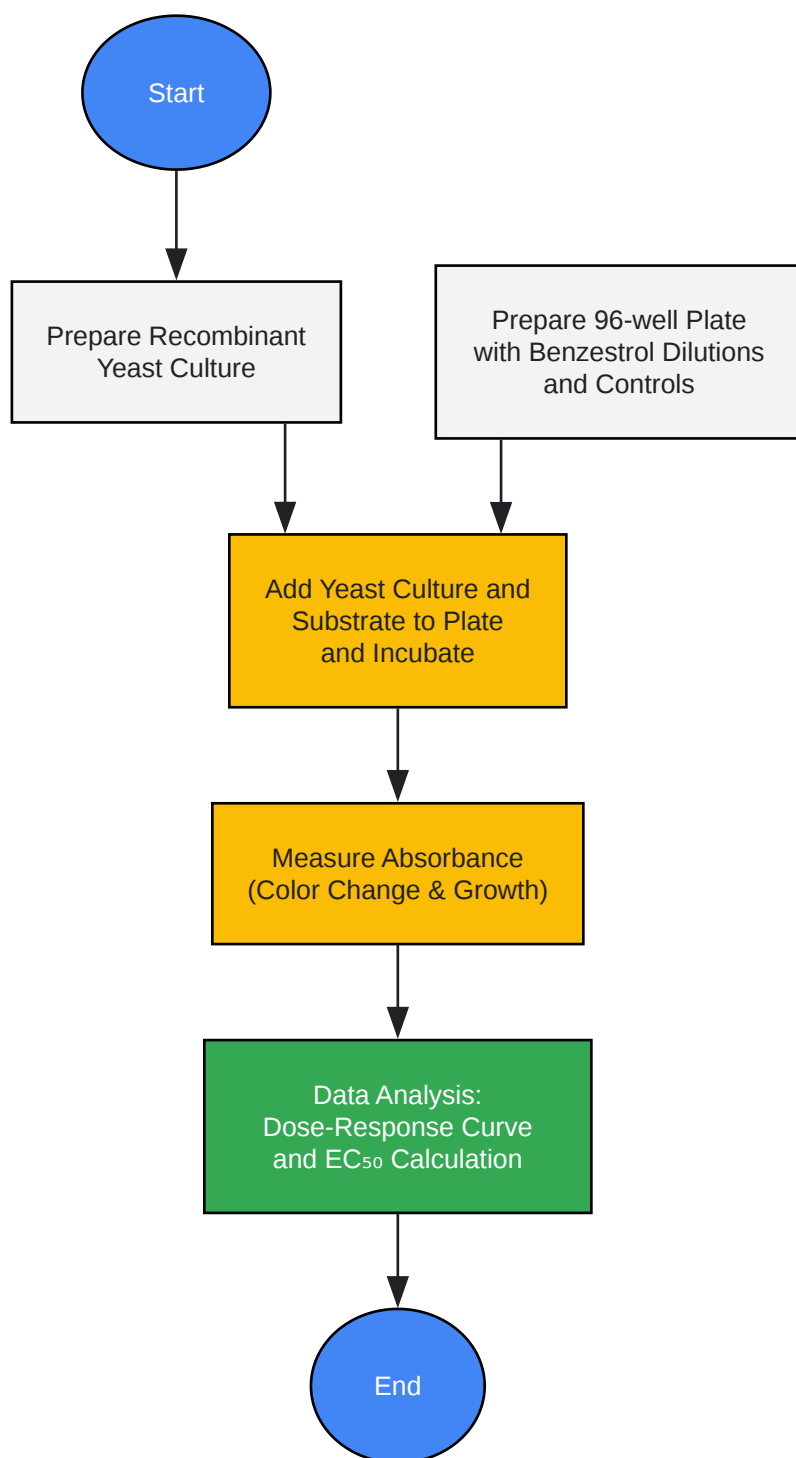 Start
Prepare Recombinant
Yeast Culture
Prepare 96-well Plate
with Benzestrol Dilutions
and Controls
Add Yeast Culture and
Substrate to Plate
and Incubate
Measure Absorbance
(Color Change & Growth)
Data Analysis:
Dose-Response Curve
and EC₅₀ Calculation
End